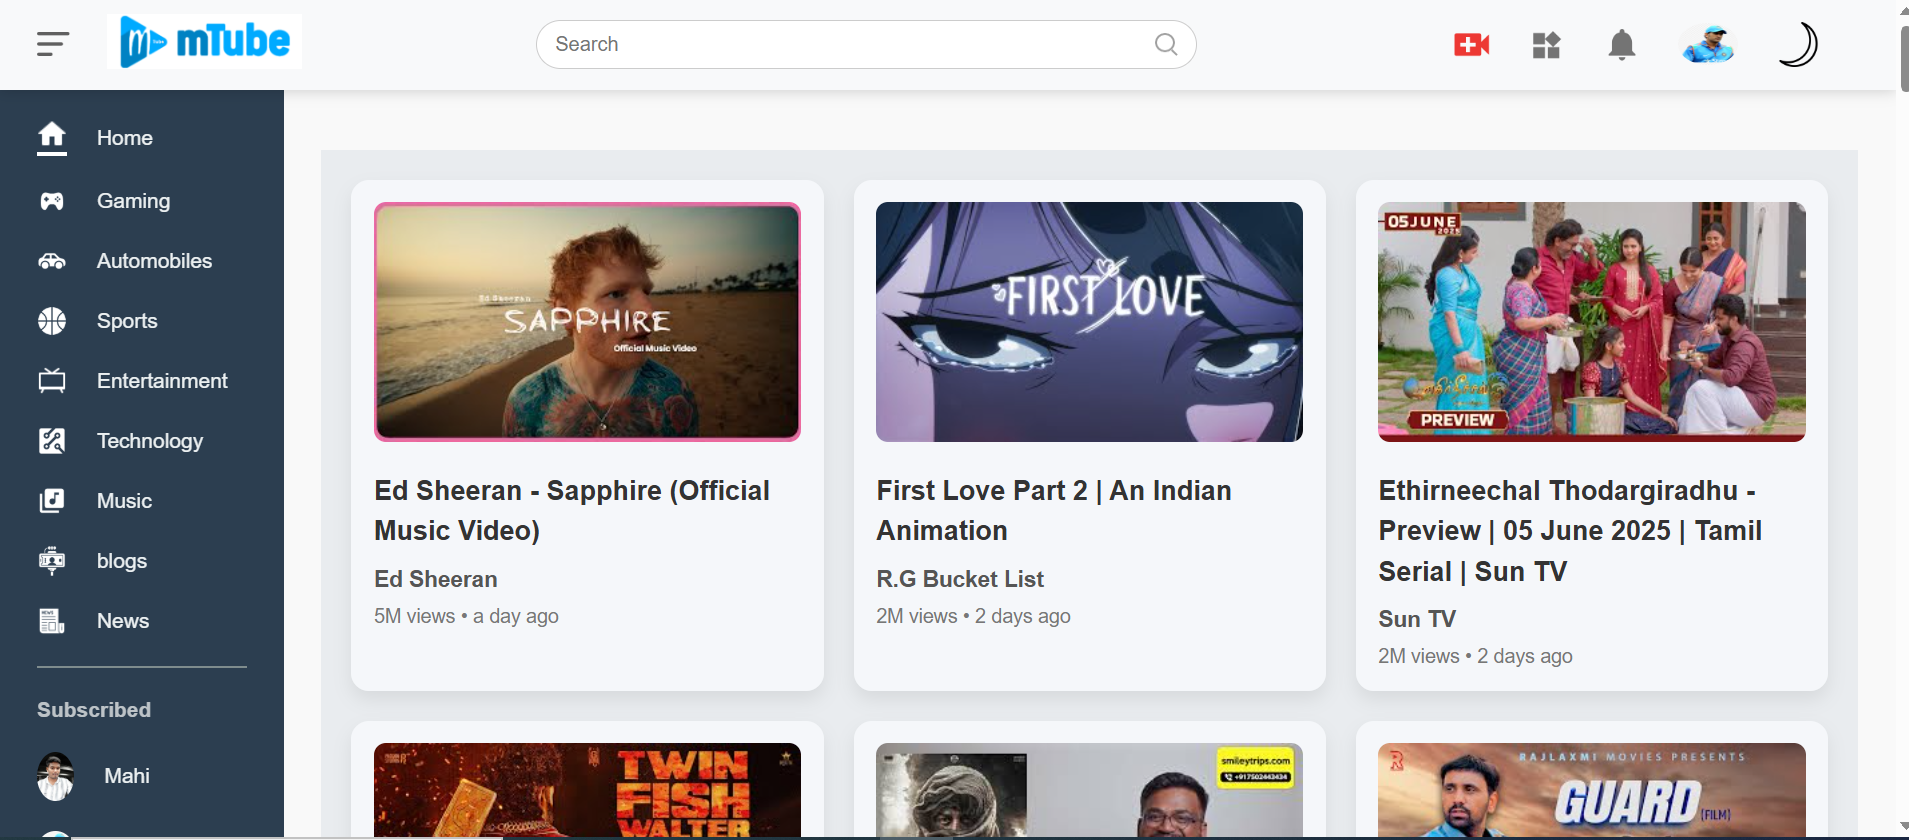 mTube
Search
Home
Gaming
Automobiles
Sports
Entertainment
Technology
Music
blogs
News
Subscribed
Mahi
Ed Sheeran
SAPPHIRE
Official Music Video
Ed Sheeran - Sapphire (Official
Music Video)
Ed Sheeran
5M views • a day ago
FIRST LOVE
First Love Part 2 | An Indian
Animation
R.G Bucket List
2M views • 2 days ago
05 JUNE
2025
PREVIEW
Ethirneechal Thodargiradhu -
Preview | 05 June 2025 | Tamil
Serial | Sun TV
Sun TV
2M views • 2 days ago
TWIN
FISH
WALTER
smileytrips.com
+917502443434
RAJLAXMI MOVIES PRESENTS
GUARD
(FILM)